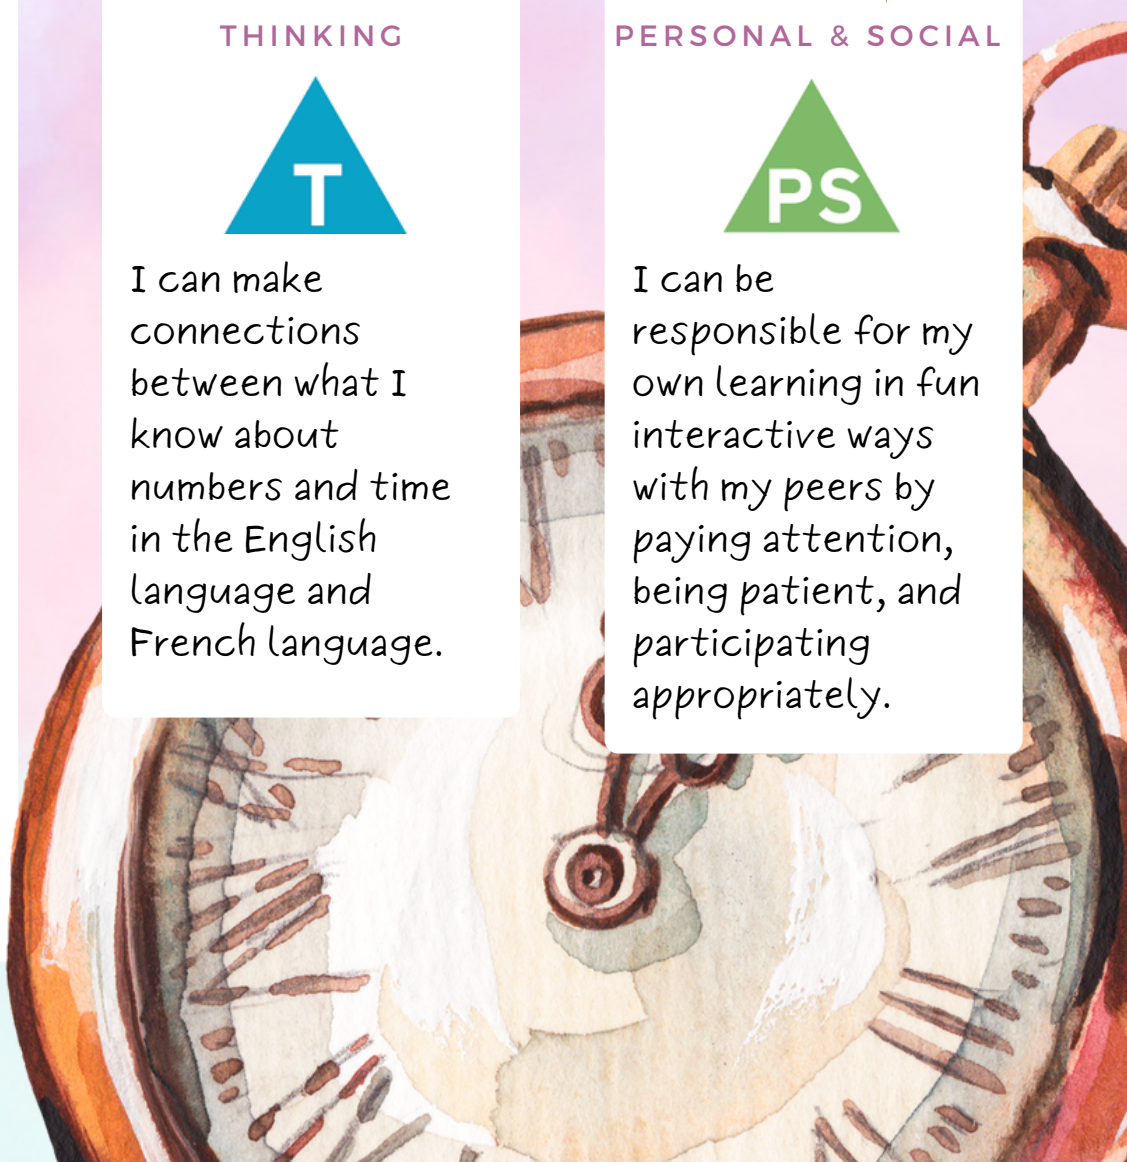 THINKING
T
I can make
connections
between what I
know about
numbers and time
in the English
language and
French language.
PERSONAL & SOCIAL
PS
I can be
responsible for my
own learning in fun
interactive ways
with my peers by
paying attention,
being patient, and
participating
appropriately.